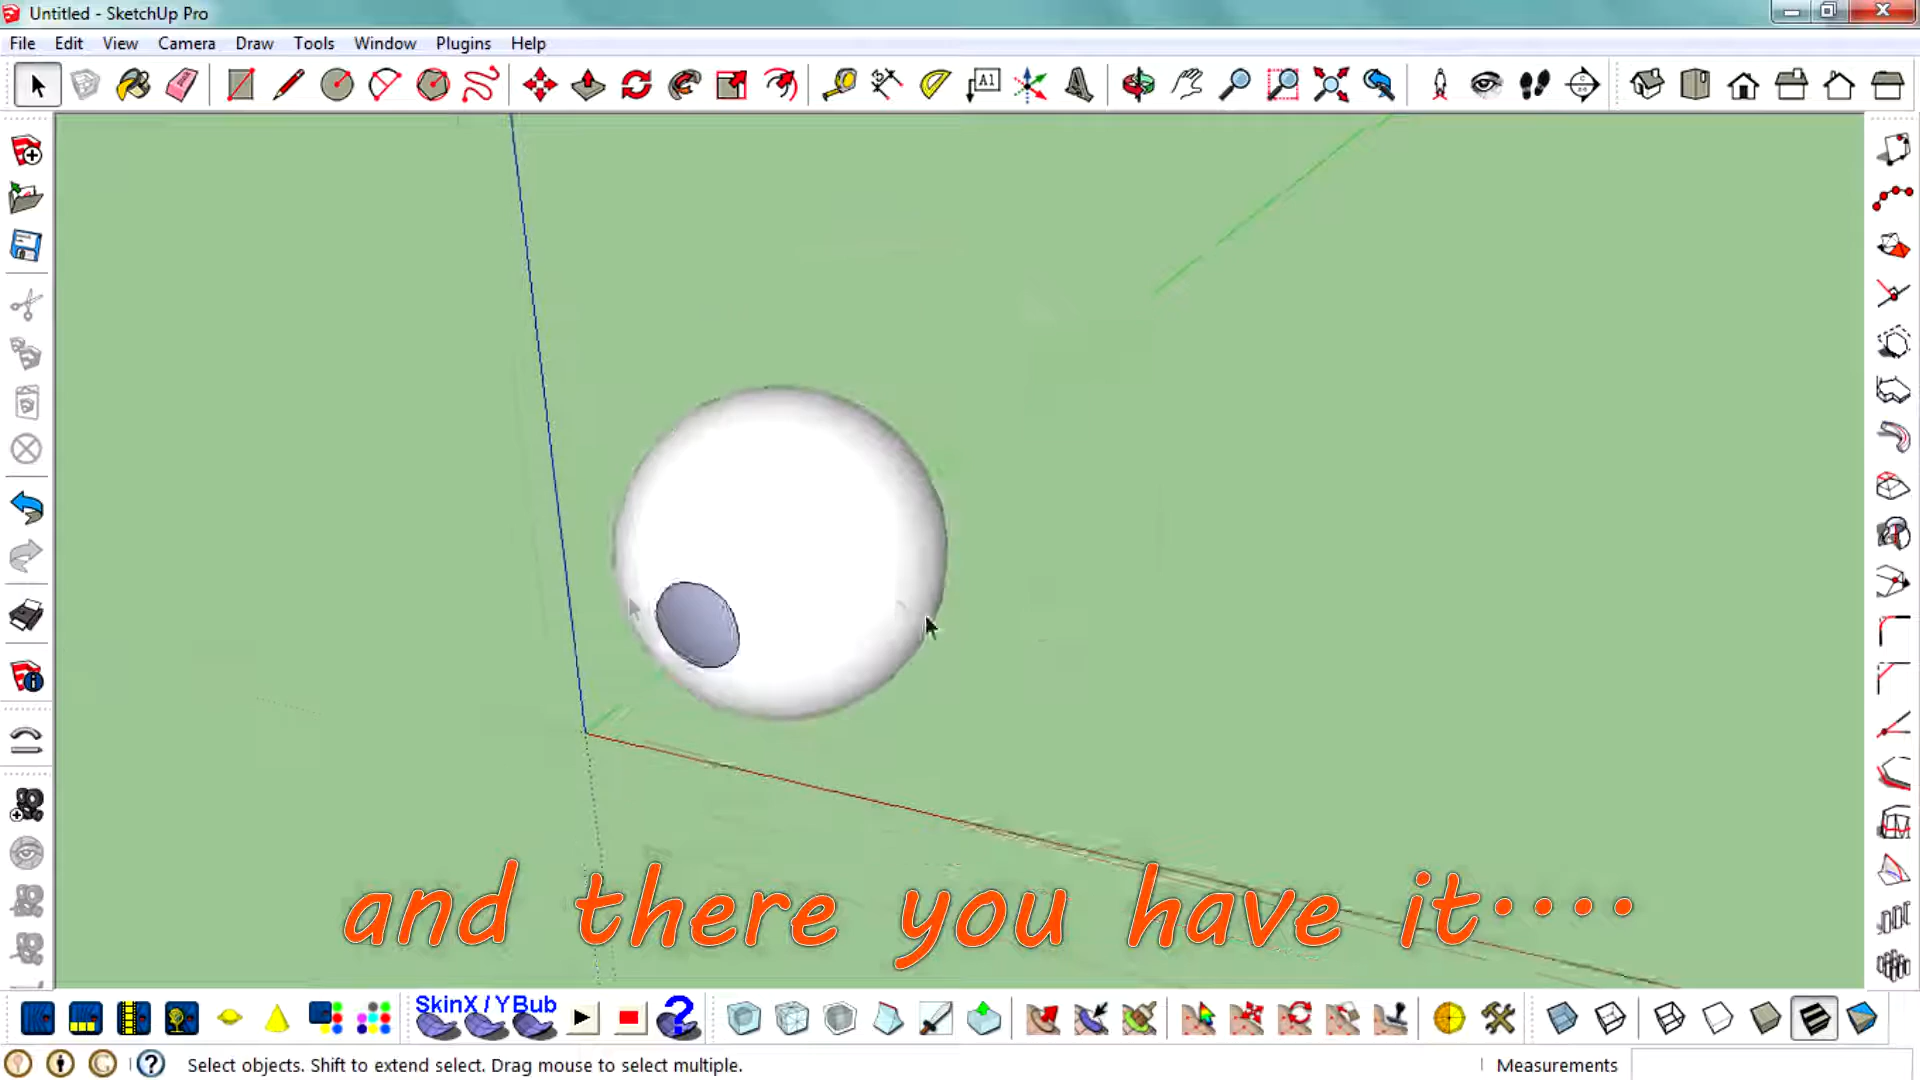 Untitled - SketchUp Pro
File Edit View Camera Draw Tools Window Plugins Help
A1
and there you have it....
SkinX / YBub
Select objects. Shift to extend select. Drag mouse to select multiple.
Measurements